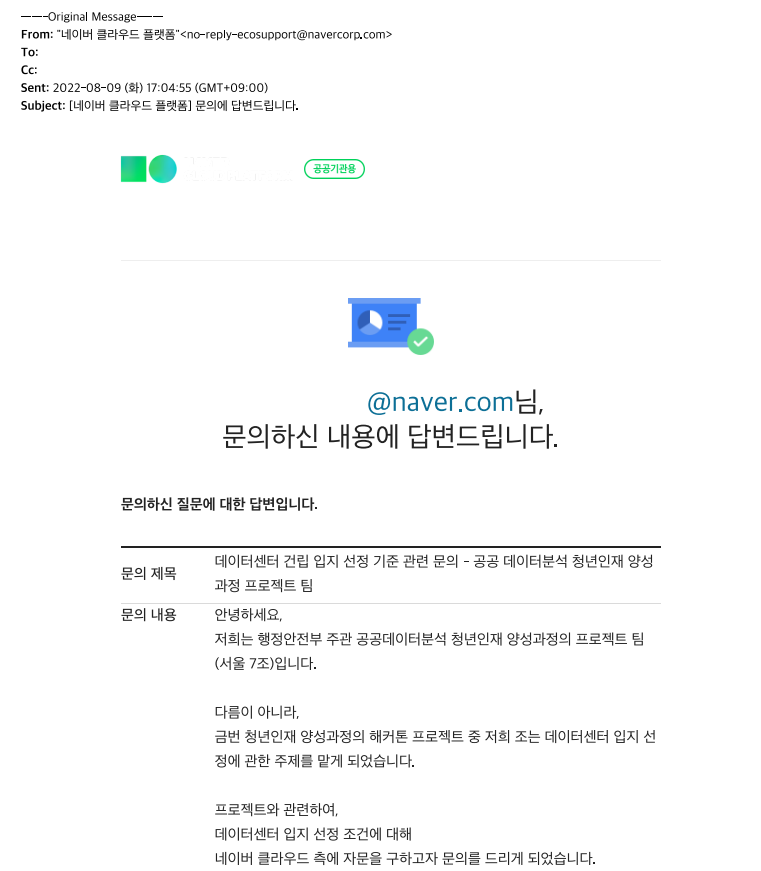 -----Original Message-----
From: "네이버 클라우드 플랫폼"<no-reply-ecosupport@navercorp.com>
To:
Cc:
Sent: 2022-08-09 (화) 17:04:55 (GMT+09:00)
Subject: [네이버 클라우드 플랫폼] 문의에 답변드립니다.
공공기관용
@naver.com님,
문의하신 내용에 답변드립니다.
문의하신 질문에 대한 답변입니다.
문의 제목
데이터센터 건립 입지 선정 기준 관련 문의 - 공공 데이터분석 청년인재 양성
과정 프로젝트 팀
문의 내용
안녕하세요,
저희는 행정안전부 주관 공공데이터분석 청년인재 양성과정의 프로젝트 팀
(서울 7조)입니다.
다름이 아니라,
금번 청년인재 양성과정의 해커톤 프로젝트 중 저희 조는 데이터센터 입지 선
정에 관한 주제를 맡게 되었습니다.
프로젝트와 관련하여,
데이터센터 입지 선정 조건에 대해
네이버 클라우드 측에 자문을 구하고자 문의를 드리게 되었습니다.